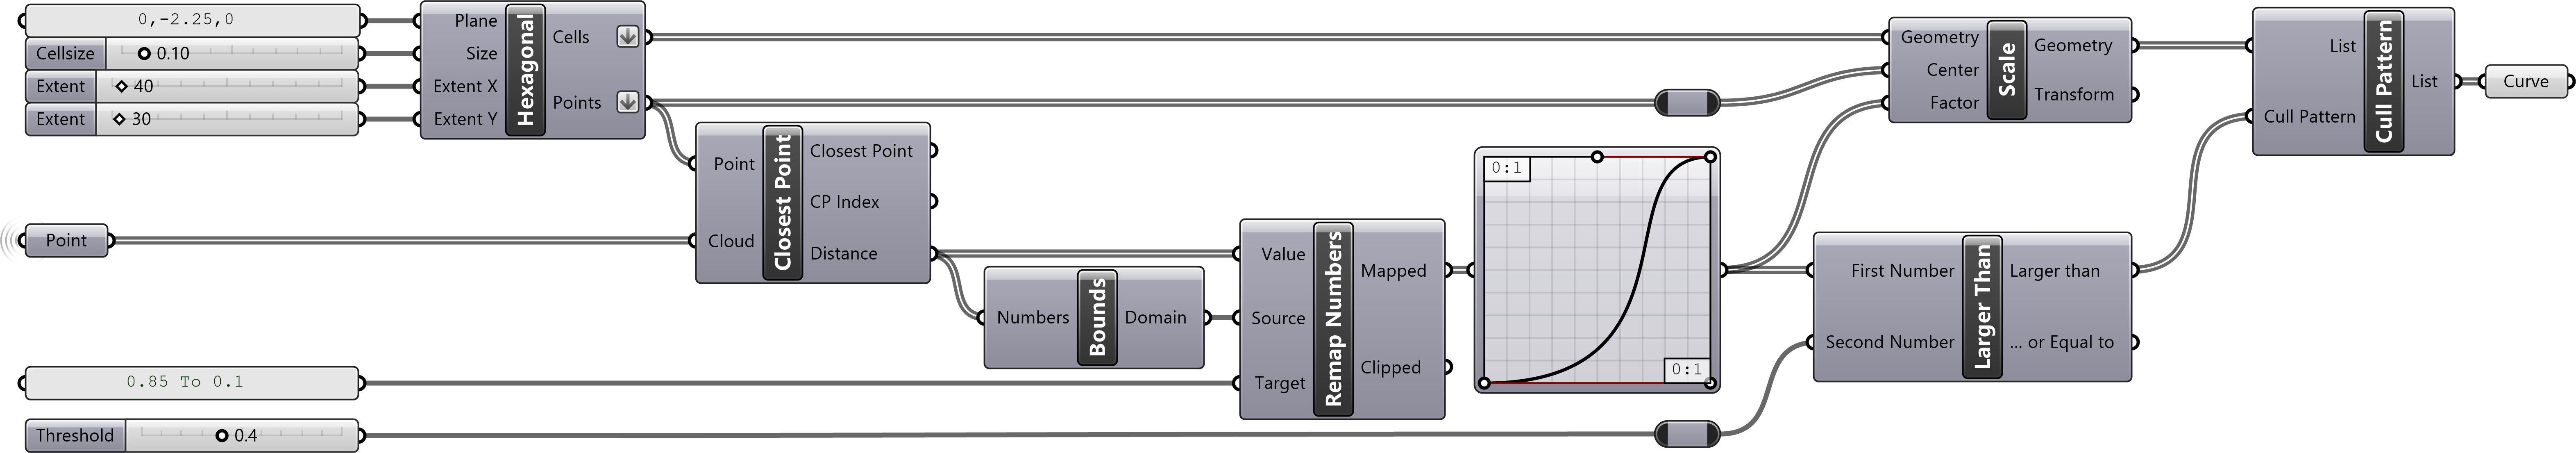 0,-2.25,0
Cellsize 0.10
Extent 40
Extent 30
Plane
Size
Extent X
Extent Y
Hexagonal
Cells
Points
Point
Cloud
Closest Point
Closest Point
CP Index
Distance
Point
Numbers
Bounds
Domain
0.85 To 0.1
Threshold 0.4
Value
Source
Target
Remap Numbers
Mapped
Clipped
0:1
0:1
Geometry
Center
Factor
Scale
Geometry
Transform
First Number
Second Number
Larger Than
Larger than
... or Equal to
List
Cull Pattern
Cull Pattern
List
Curve